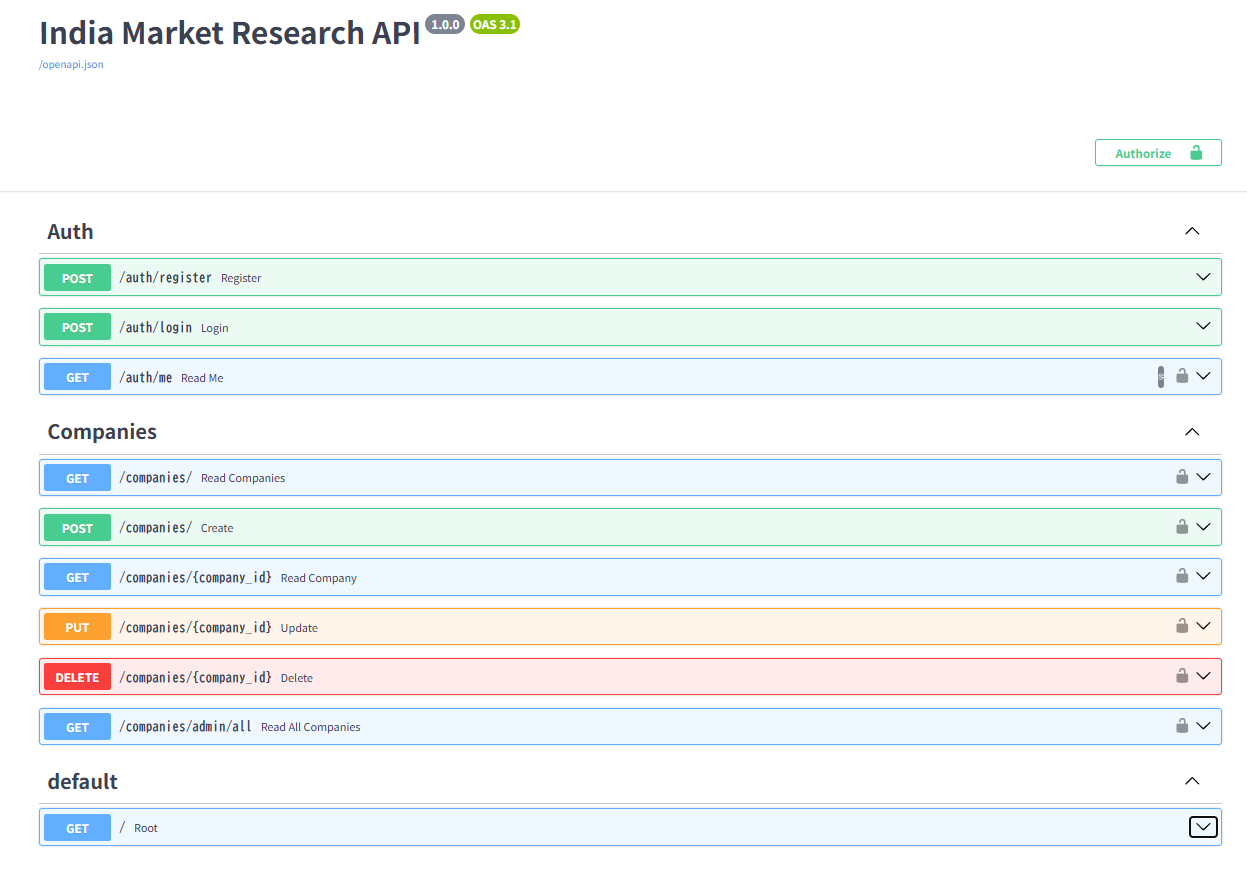 India Market Research API 1.0.0 OAS 3.1
/openapi.json
Authorize
Auth
POST /auth/register Register
POST /auth/login Login
GET /auth/me Read Me
Companies
GET /companies/ Read Companies
POST /companies/ Create
GET /companies/{company_id} Read Company
PUT /companies/{company_id} Update
DELETE /companies/{company_id} Delete
GET /companies/admin/all Read All Companies
default
GET / Root